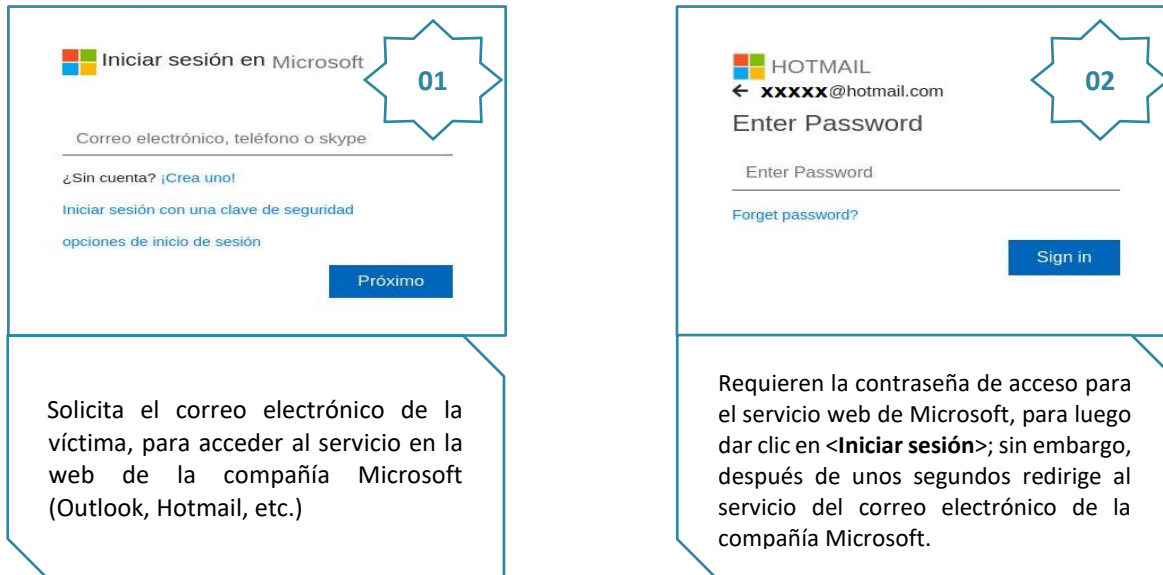 Iniciar sesión en Microsoft
01
Correo electrónico, teléfono o skype
¿Sin cuenta? ¡Crea uno!
Iniciar sesión con una clave de seguridad
opciones de inicio de sesión
Próximo
Solicita el correo electrónico de la
víctima, para acceder al servicio en la
web de la compañía Microsoft
(Outlook, Hotmail, etc.)
HOTMAIL
02
xxxxx@hotmail.com
Enter Password
Enter Password
Forget password?
Sign in
Requieren la contraseña de acceso para
el servicio web de Microsoft, para luego
dar clic en <Iniciar sesión>; sin embargo,
después de unos segundos redirige al
servicio del correo electrónico de la
compañía Microsoft.